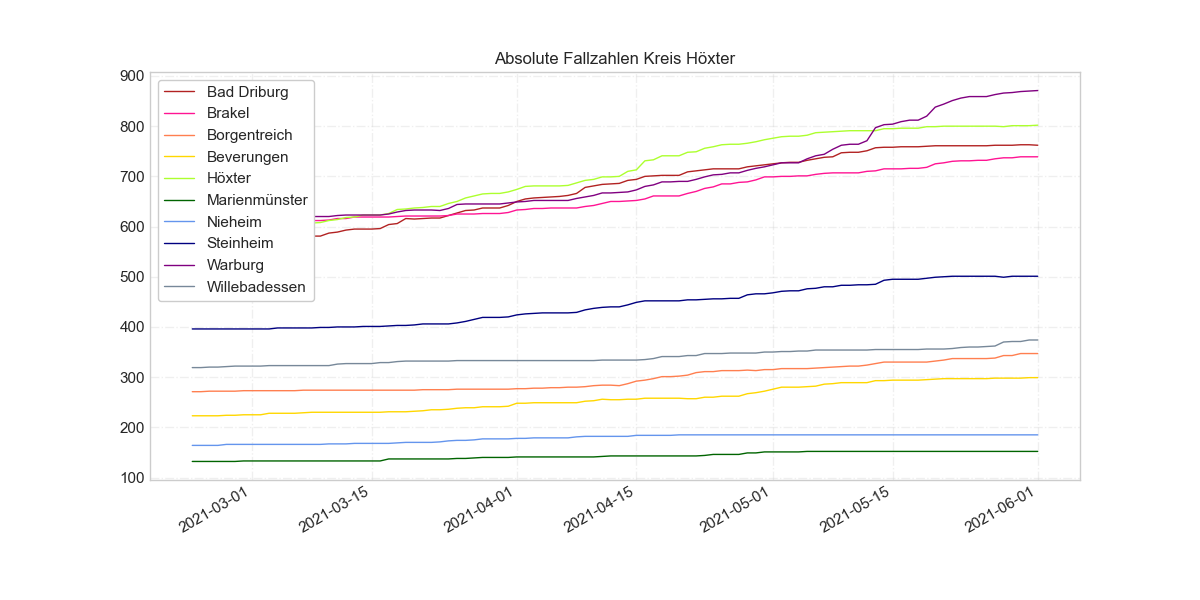 Absolute Fallzahlen Kreis Höxter
900
800
700
600
500
400
300
200
100
Bad Driburg
Brakel
Borgentreich
Beverungen
Höxter
Marienmünster
Nieheim
Steinheim
Warburg
Willebadessen
2021-03-01
2021-03-15
2021-04-01
2021-04-15
2021-05-01
2021-05-15
2021-06-01